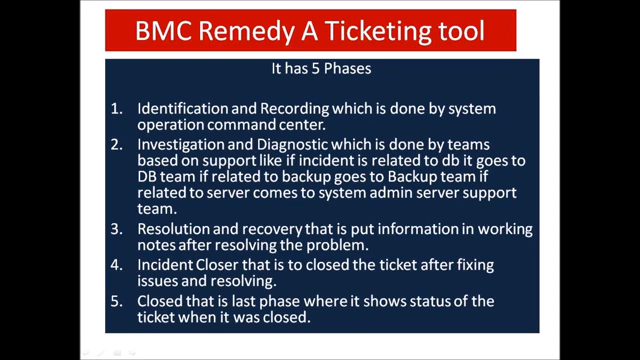 BMC Remedy A Ticketing tool
It has 5 Phases
1. Identification and Recording which is done by system
operation command center.
2. Investigation and Diagnostic which is done by teams
based on support like if incident is related to db it goes to
DB team if related to backup goes to Backup team if
related to server comes to system admin server support
team.
3. Resolution and recovery that is put information in working
notes after resolving the problem.
4. Incident Closer that is to closed the ticket after fixing
issues and resolving.
5. Closed that is last phase where it shows status of the
ticket when it was closed.